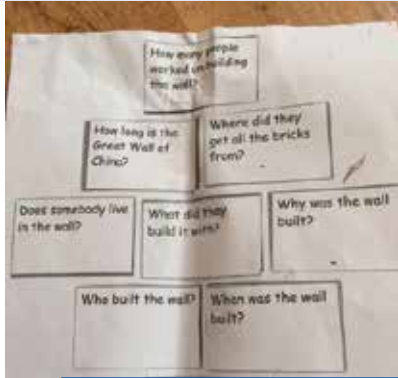 How many people
worked on building
the wall?
How long is the
Great Wall of
China?
Where did they
get all the bricks
from?
Does somebody live
in the wall?
What did they
build it with?
Why was the wall
built?
Who built the wall?
When was the wall
built?